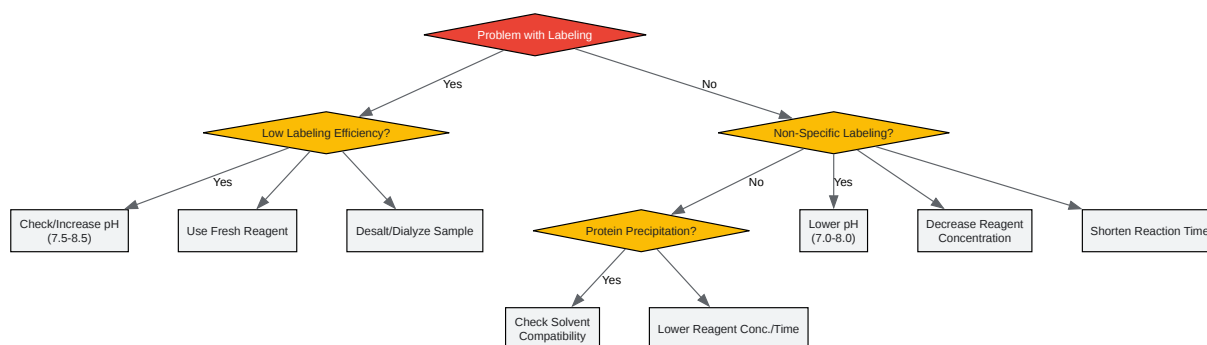 Problem with Labeling
Yes
No
Low Labeling Efficiency?
Non-Specific Labeling?
Yes
No
Yes
Check/Increase pH
(7.5-8.5)
Use Fresh Reagent
Desalt/Dialyze Sample
Protein Precipitation?
Lower pH
(7.0-8.0)
Decrease Reagent
Concentration
Shorten Reaction Time
Yes
Check Solvent
Compatibility
Lower Reagent Conc./Time